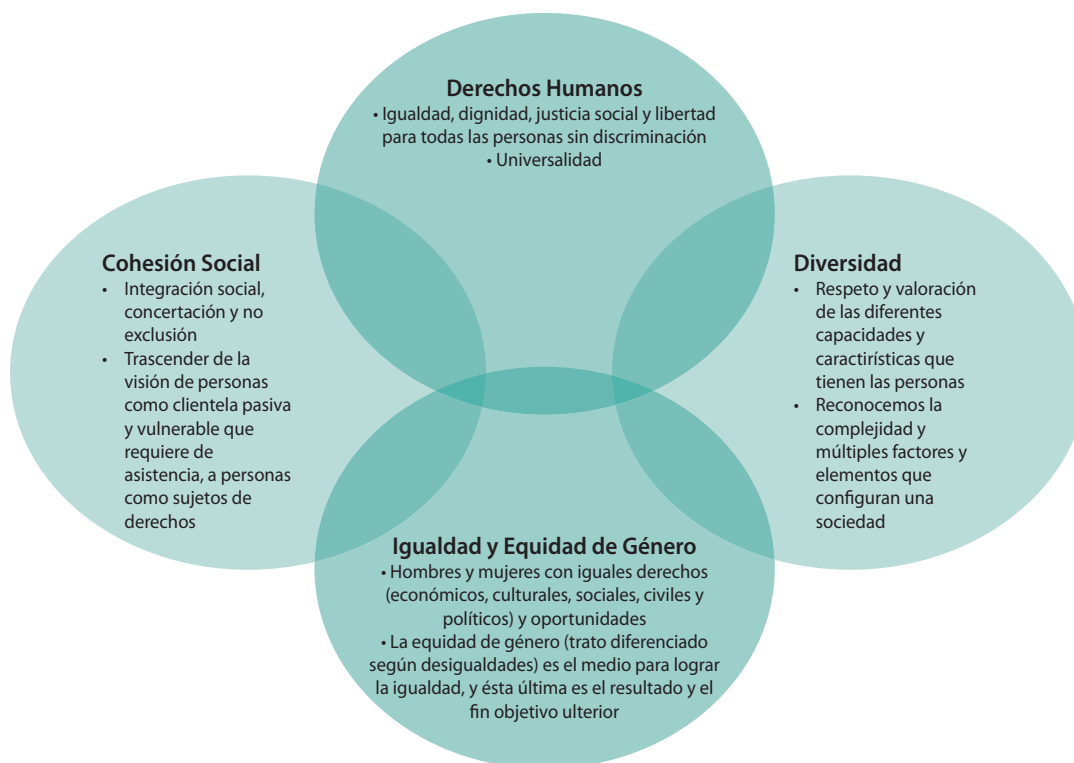 Derechos Humanos
• Igualdad, dignidad, justicia social y libertad
para todas las personas sin discriminación
• Universalidad
Cohesión Social
• Integración social,
concertación y no
exclusión
• Trascender de la
visión de personas
como clientela pasiva
y vulnerable que
requiere de
asistencia, a personas
como sujetos de
derechos
Diversidad
• Respeto y valoración
de las diferentes
capacidades y
caractirísticas que
tienen las personas
• Reconocemos la
complejidad y
múltiples factores y
elementos que
configuran una
sociedad
Igualdad y Equidad de Género
• Hombres y mujeres con iguales derechos
(económicos, culturales, sociales, civiles y
políticos) y oportunidades
• La equidad de género (trato diferenciado
según desigualdades) es el medio para lograr
la igualdad, y ésta última es el resultado y el
fin objetivo ulterior